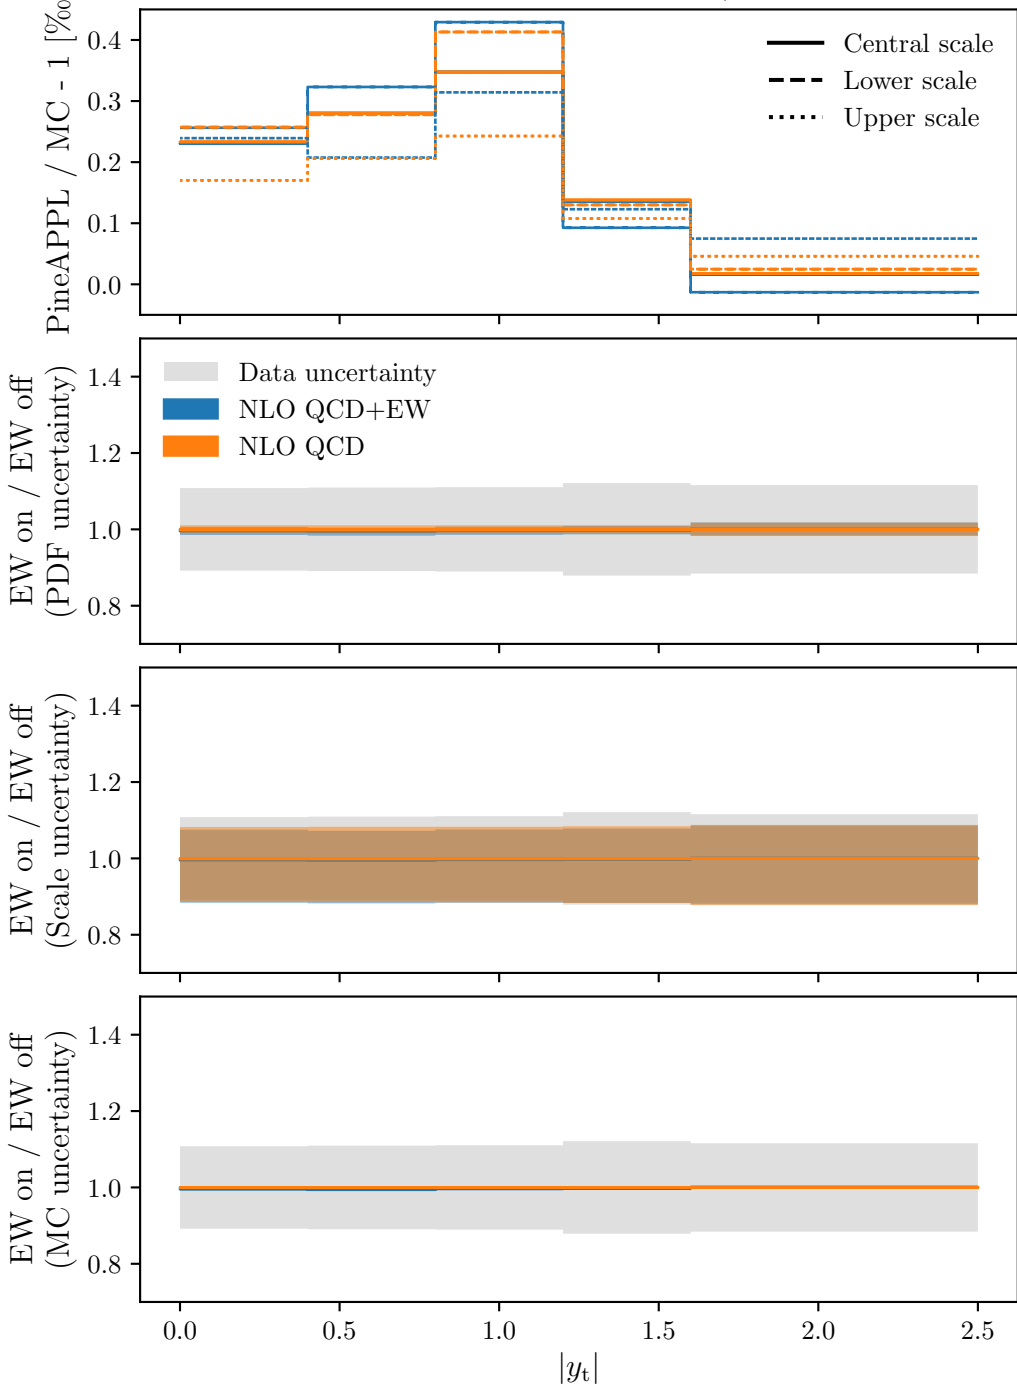 PineAPPL / MC - 1 [‰
0.4
0.3
0.2
0.1
0.0
Central scale
Lower scale
Upper scale
EW on / EW off
(PDF uncertainty)
1.4
1.2
1.0
0.8
Data uncertainty
NLO QCD+EW
NLO QCD
EW on / EW off
(Scale uncertainty)
1.4
1.2
1.0
0.8
EW on / EW off
(MC uncertainty)
1.4
1.2
1.0
0.8
0.0 0.5 1.0 1.5 2.0 2.5
|y_t|